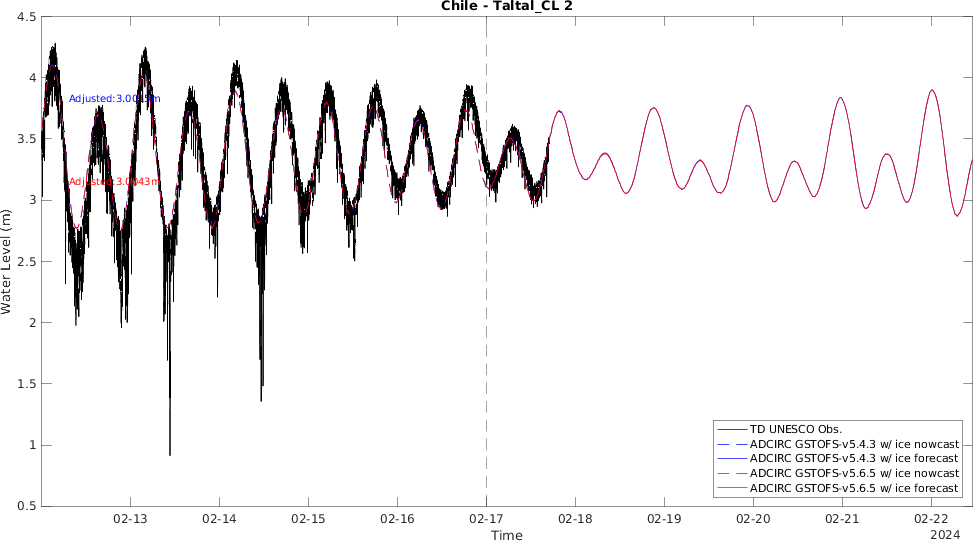 Chile - Taltal_CL 2
4.5
4
3.5
3
2.5
2
1.5
1
0.5
Water Level (m)
Adjusted:
Adjusted:3.0043m
TD UNESCO Obs.
ADCIRC GSTOFS-v5.4.3 w/ ice nowcast
ADCIRC GSTOFS-v5.4.3 w/ ice forecast
ADCIRC GSTOFS-v5.6.5 w/ ice nowcast
ADCIRC GSTOFS-v5.6.5 w/ ice forecast
02-13 02-14 02-15 02-16 02-17 02-18 02-19 02-20 02-21 02-22
Time
2024